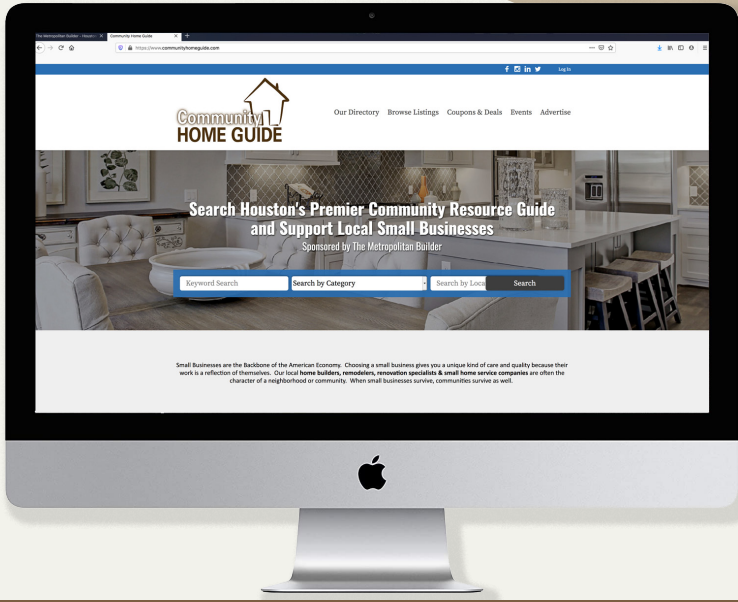 The Metropolitan Builder - Houston
Community Home Guide
https://www.communityhomeguide.com
f in Log In
Community
HOME GUIDE
Our Directory Browse Listings Coupons & Deals Events Advertise
Search Houston's Premier Community Resource Guide
and Support Local Small Businesses
Sponsored by The Metropolitan Builder
Keyword Search Search by Category Search by Loca Search
Small Businesses are the Backbone of the American Economy. Choosing a small business gives you a unique kind of care and quality because their
work is a reflection of themselves. Our local home builders, remodelers, renovation specialists & small home service companies are often the
character of a neighborhood or community. When small businesses survive, communities survive as well.